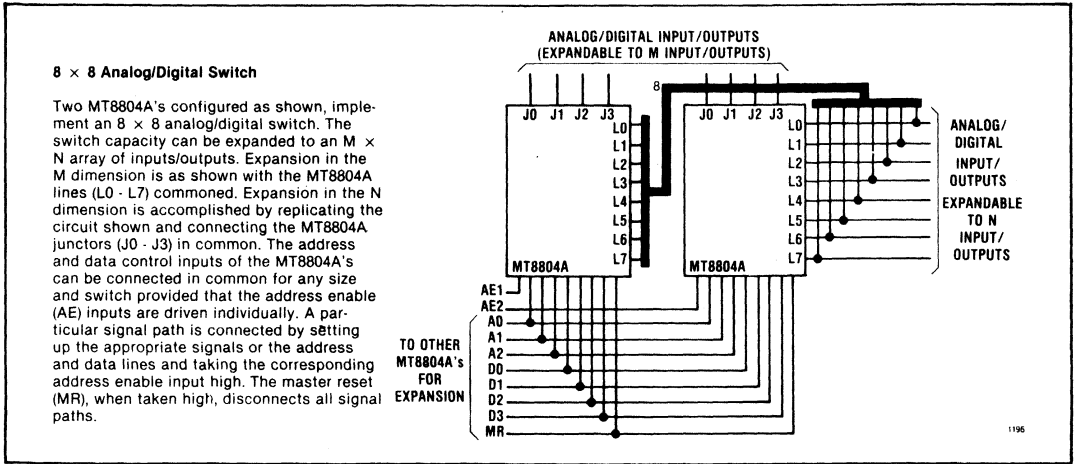 8 × 8 Analog/Digital Switch
Two MT8804A's configured as shown, imple-
ment an 8 × 8 analog/digital switch. The
switch capacity can be expanded to an M ×
N array of inputs/outputs. Expansion in the
M dimension is as shown with the MT8804A
lines (L0 - L7) commoned. Expansion in the N
dimension is accomplished by replicating the
circuit shown and connecting the MT8804A
junctors (J0 - J3) in common. The address
and data control inputs of the MT8804A's
can be connected in common for any size
and switch provided that the address enable
(AE) inputs are driven individually. A par-
ticular signal path is connected by setting
up the appropriate signals or the address
and data lines and taking the corresponding
address enable input high. The master reset
(MR), when taken high, disconnects all signal
paths.
ANALOG/DIGITAL INPUT/OUTPUTS
(EXPANDABLE TO M INPUT/OUTPUTS)
8
J0 J1 J2 J3
L0
L1
L2
L3
L4
L5
L6
L7
MT8804A
J0 J1 J2 J3
L0
L1
L2
L3
L4
L5
L6
L7
MT8804A
ANALOG/
DIGITAL
INPUT/
OUTPUTS
EXPANDABLE
TO N
INPUT/
OUTPUTS
AE1
AE2
A0
A1
A2
D0
D1
D2
D3
MR
TO OTHER
MT8804A's
FOR
EXPANSION
1196